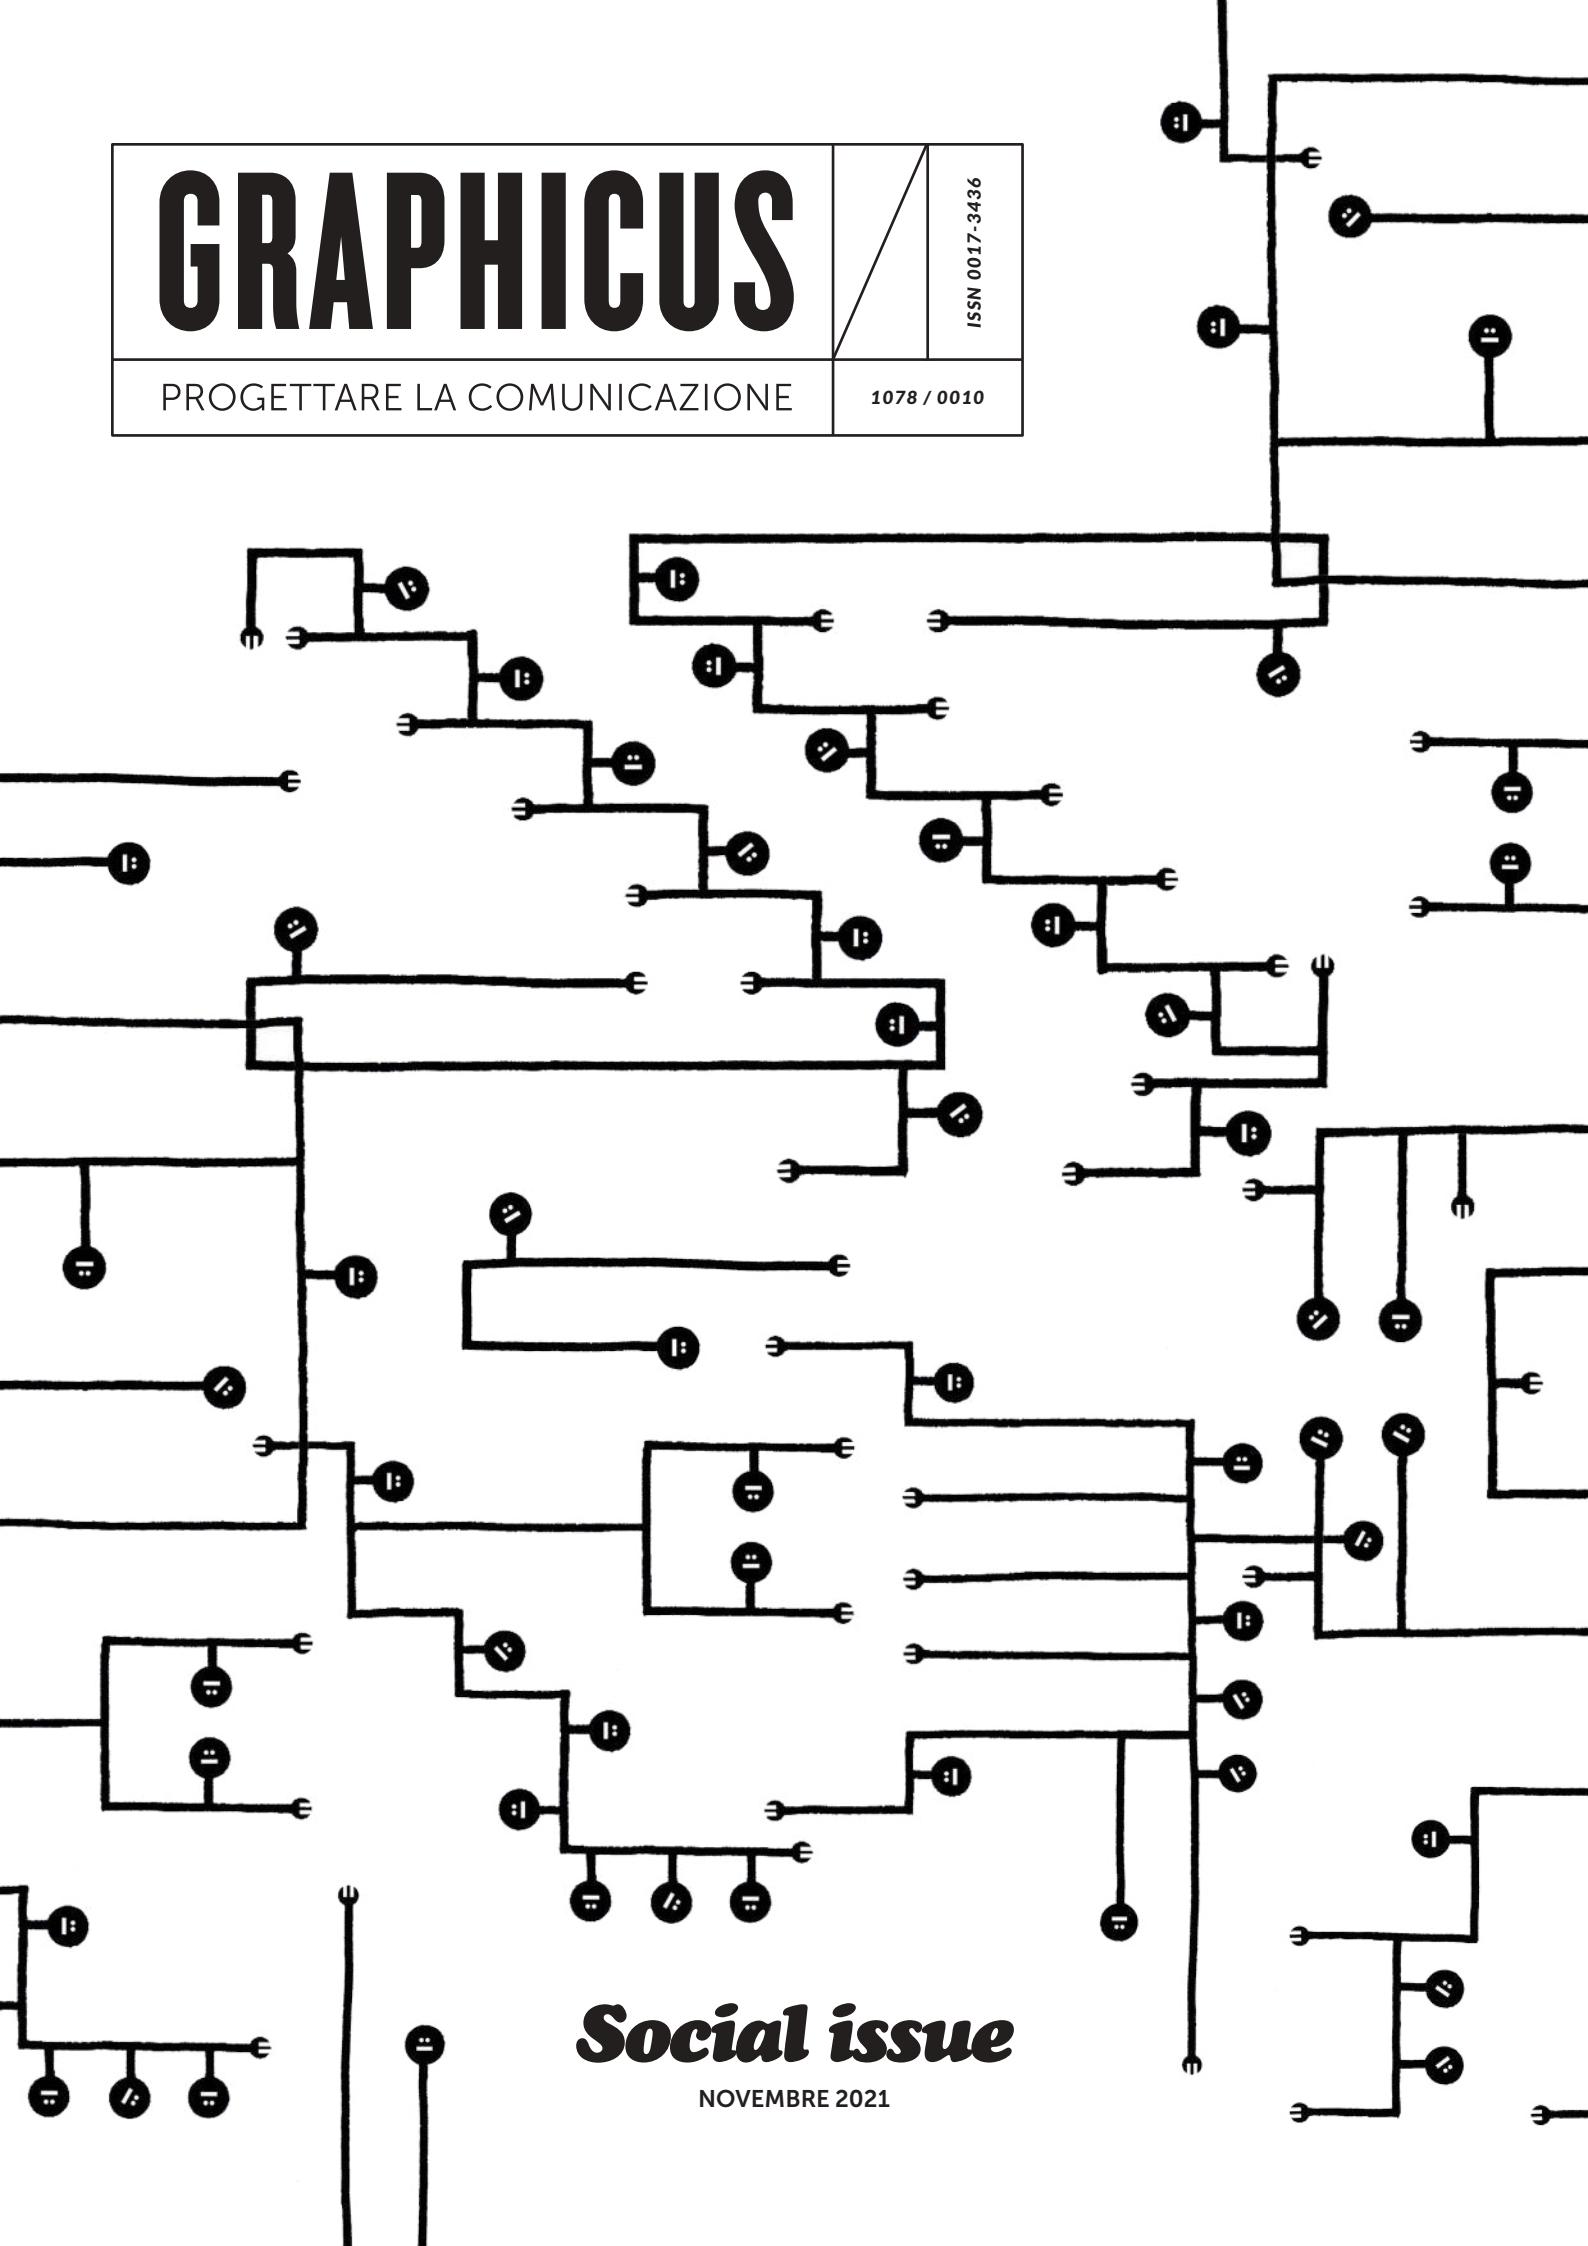 GRAPHICUS
ISSN 0017-3436
PROGETTARE LA COMUNICAZIONE
1078 / 0010
Social issue
NOVEMBRE 2021